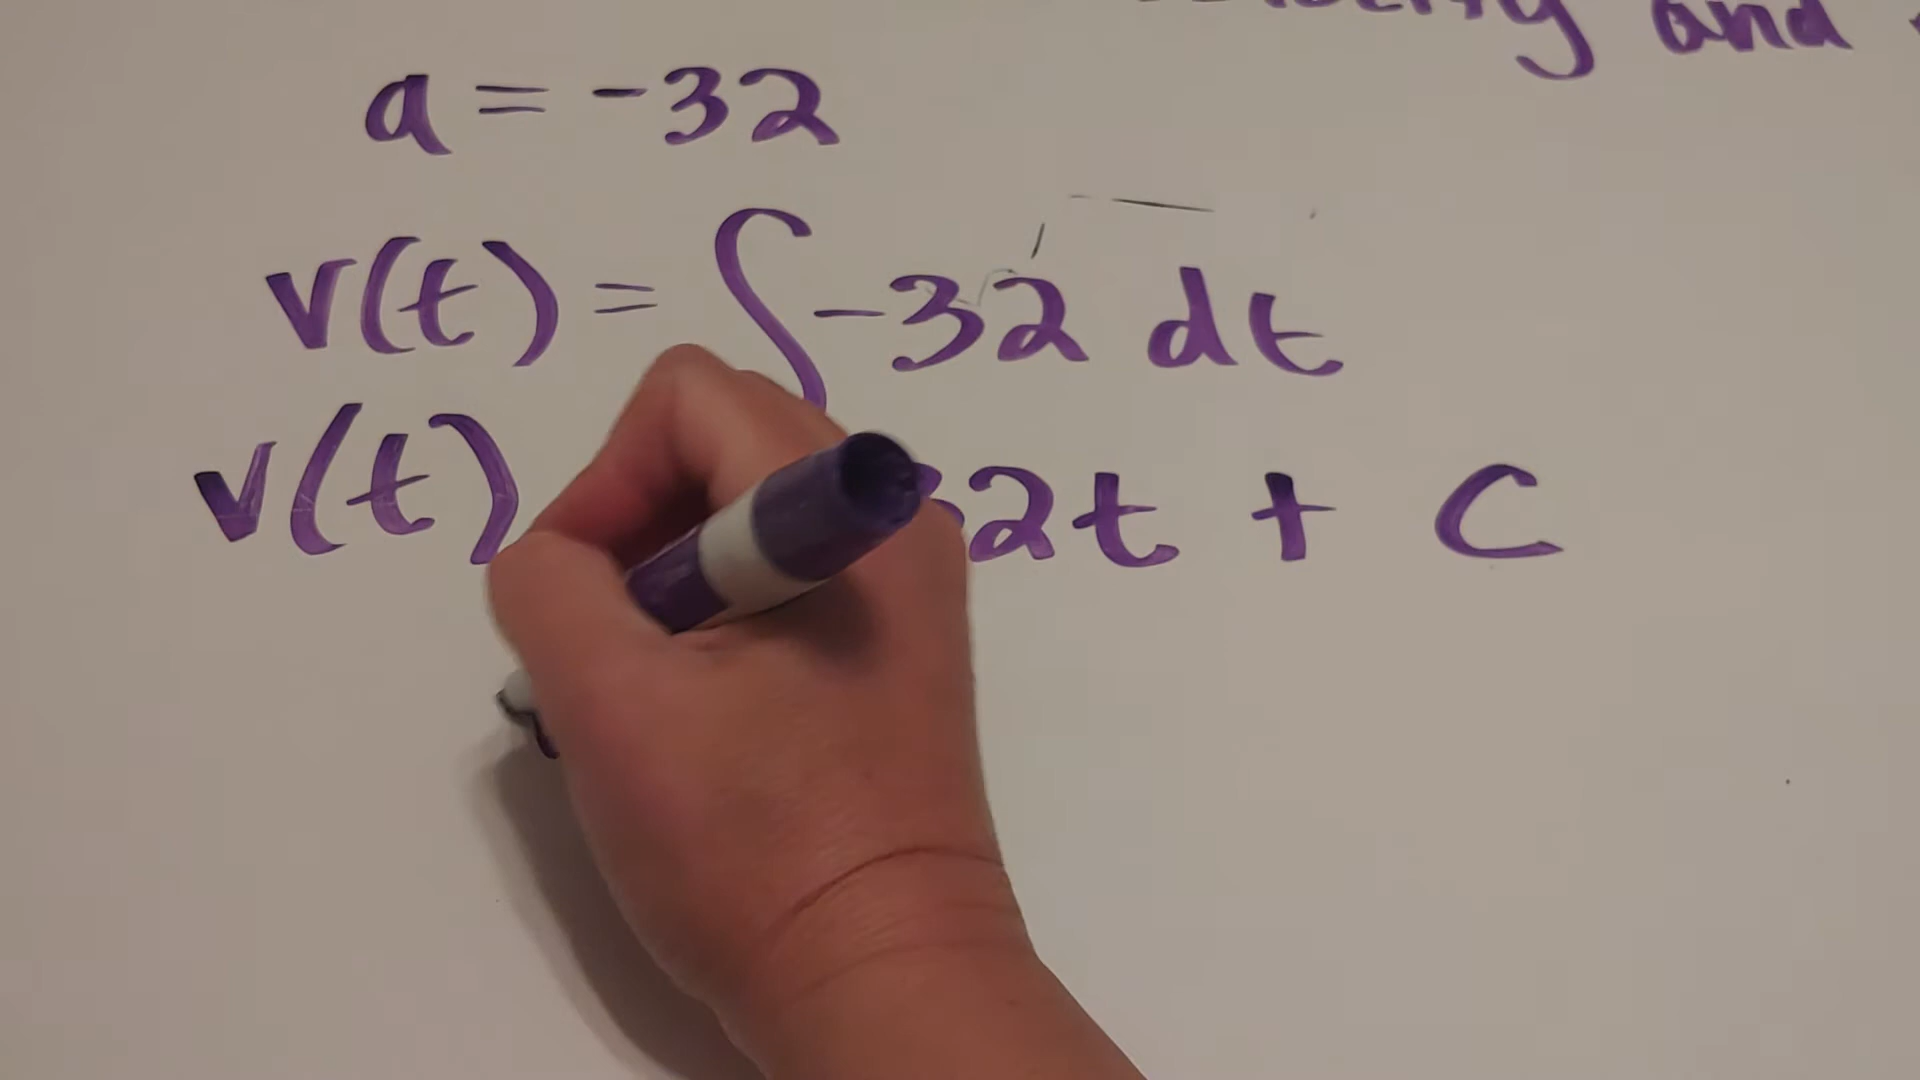 and
a = -32
v(t) = ∫-32 dt
v(t) 2t + C